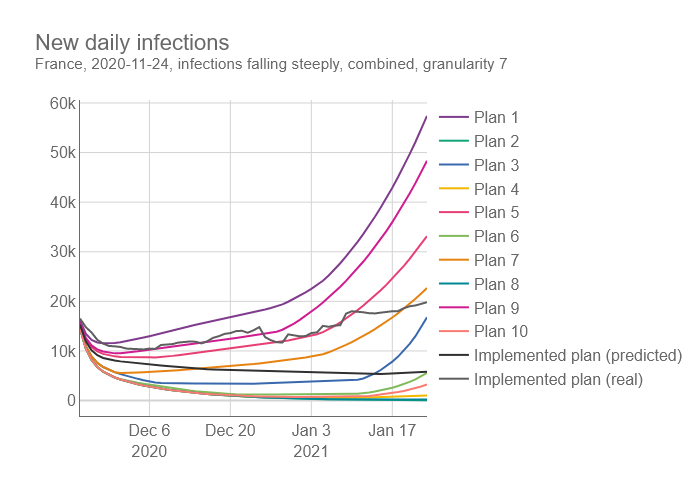 New daily infections
France, 2020-11-24, infections falling steeply, combined, granularity 7
60k
50k
40k
30k
20k
10k
0
Dec 6
2020
Dec 20
Jan 3
2021
Jan 17
Plan 1
Plan 2
Plan 3
Plan 4
Plan 5
Plan 6
Plan 7
Plan 8
Plan 9
Plan 10
Implemented plan (predicted)
Implemented plan (real)